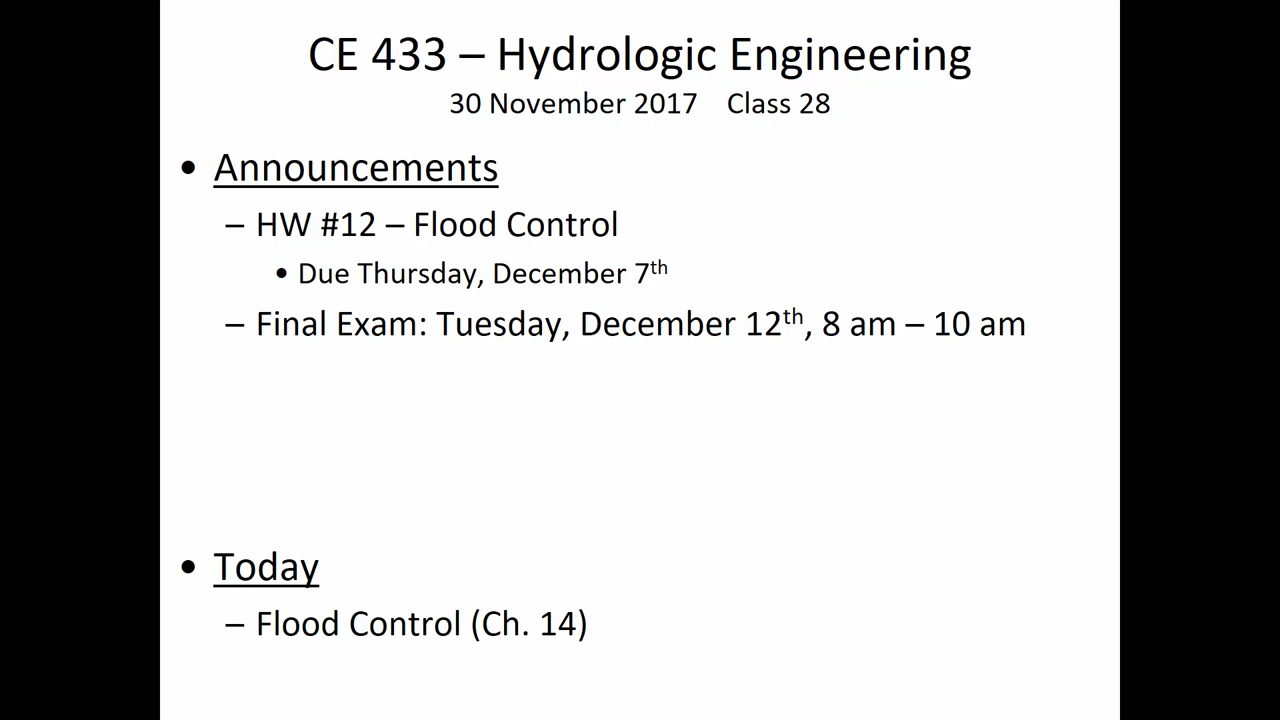 CE 433 – Hydrologic Engineering
30 November 2017 Class 28
• Announcements
– HW #12 – Flood Control
• Due Thursday, December 7th
– Final Exam: Tuesday, December 12th, 8 am – 10 am
• Today
– Flood Control (Ch. 14)